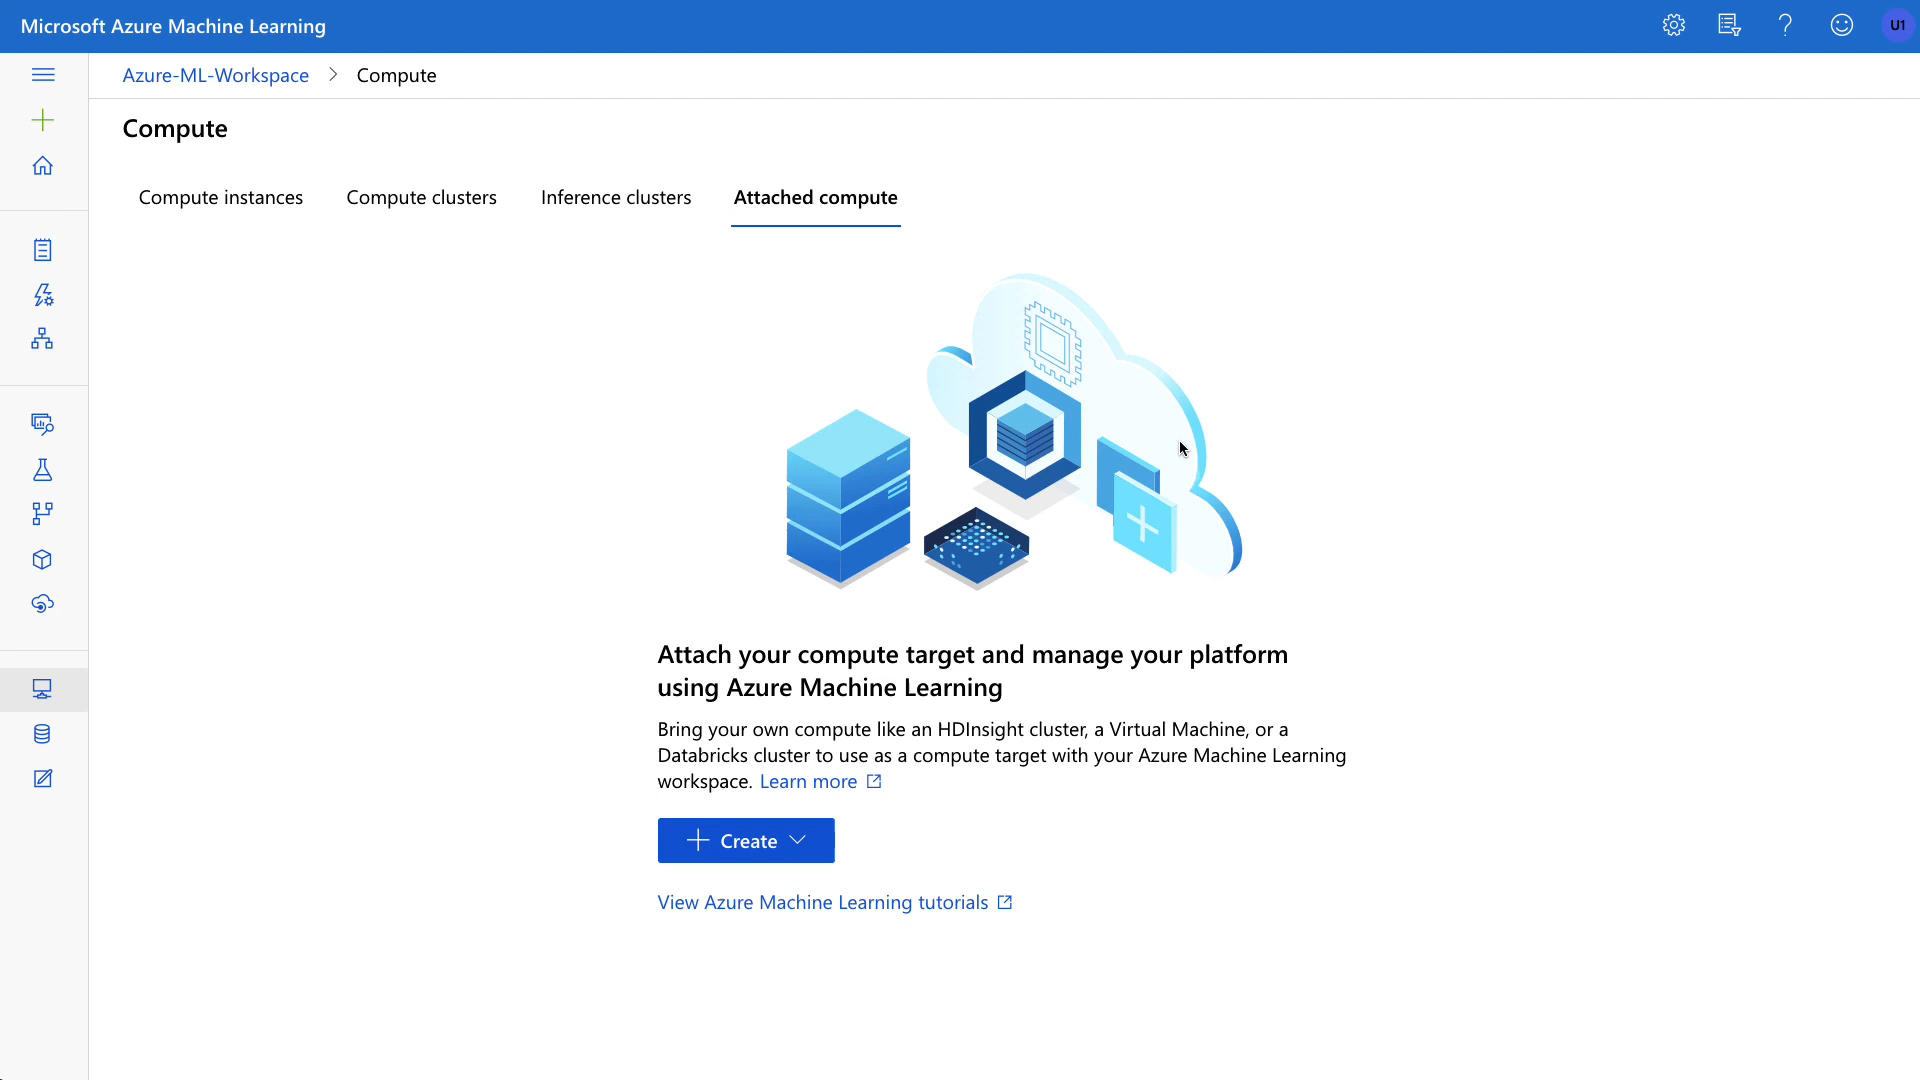 Microsoft Azure Machine Learning
U1
Azure-ML-Workspace > Compute
Compute
Compute instances Compute clusters Inference clusters Attached compute
Attach your compute target and manage your platform
using Azure Machine Learning
Bring your own compute like an HDInsight cluster, a Virtual Machine, or a
Databricks cluster to use as a compute target with your Azure Machine Learning
workspace. Learn more
Create
View Azure Machine Learning tutorials